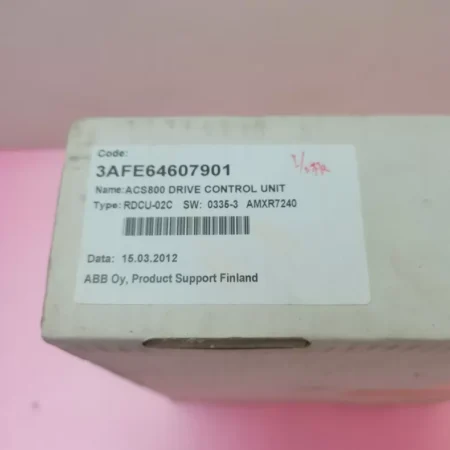 Code:
3AFE64607901
Name: ACS800 DRIVE CONTROL UNIT
Type: RDCU-02C SW: 0335-3 AMXR7240
Data: 15.03.2012
ABB Oy, Product Support Finland